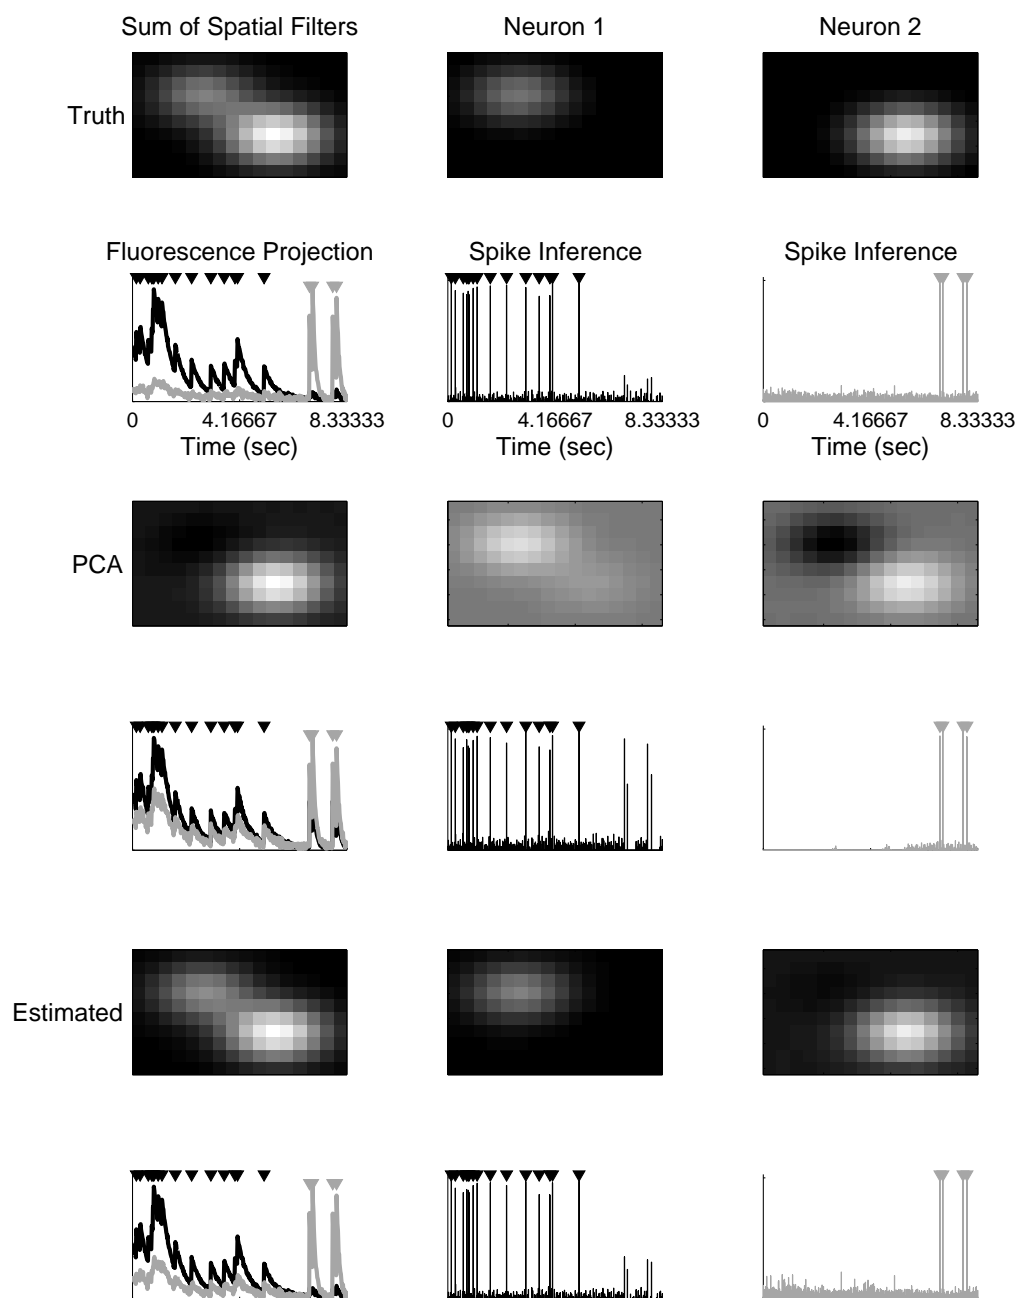 Sum of Spatial Filters
Neuron 1
Neuron 2
Truth
Fluorescence Projection
Spike Inference
Spike Inference
0 4.16667 8.33333
Time (sec)
0 4.16667 8.33333
Time (sec)
0 4.16667 8.33333
Time (sec)
PCA
Estimated